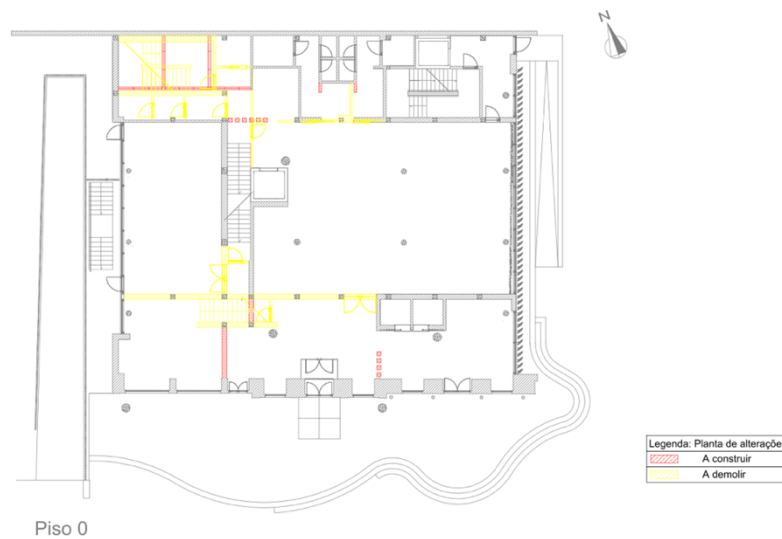 N
Legenda: Planta de alteraçõe
A construir
A demolir
Piso 0